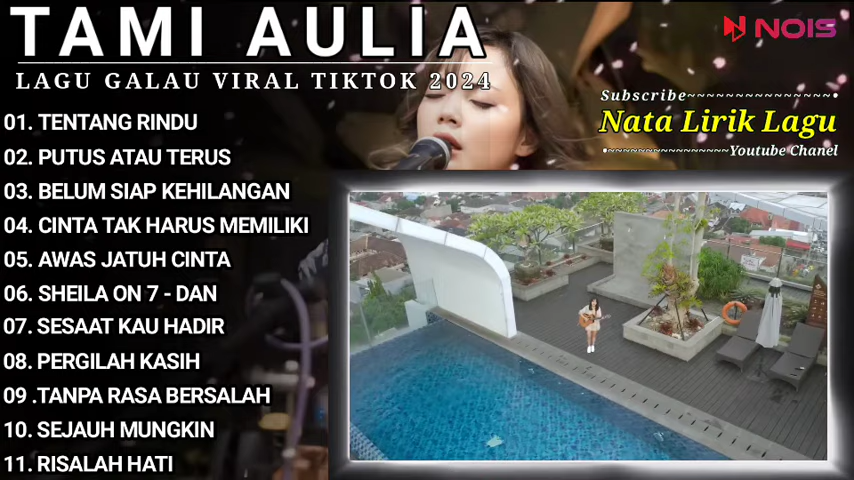 TAMI AULIA
LAGU GALAU VIRAL TIKTOK 2024
NOIS
Subscribe~~~~~~~~~~~~~~~•
Nata Lirik Lagu
•~~~~~~~~~~~~~~~Youtube Chanel
01. TENTANG RINDU
02. PUTUS ATAU TERUS
03. BELUM SIAP KEHILANGAN
04. CINTA TAK HARUS MEMILIKI
05. AWAS JATUH CINTA
06. SHEILA ON 7 - DAN
07. SESAAT KAU HADIR
08. PERGILAH KASIH
09 .TANPA RASA BERSALAH
10. SEJAUH MUNGKIN
11. RISALAH HATI